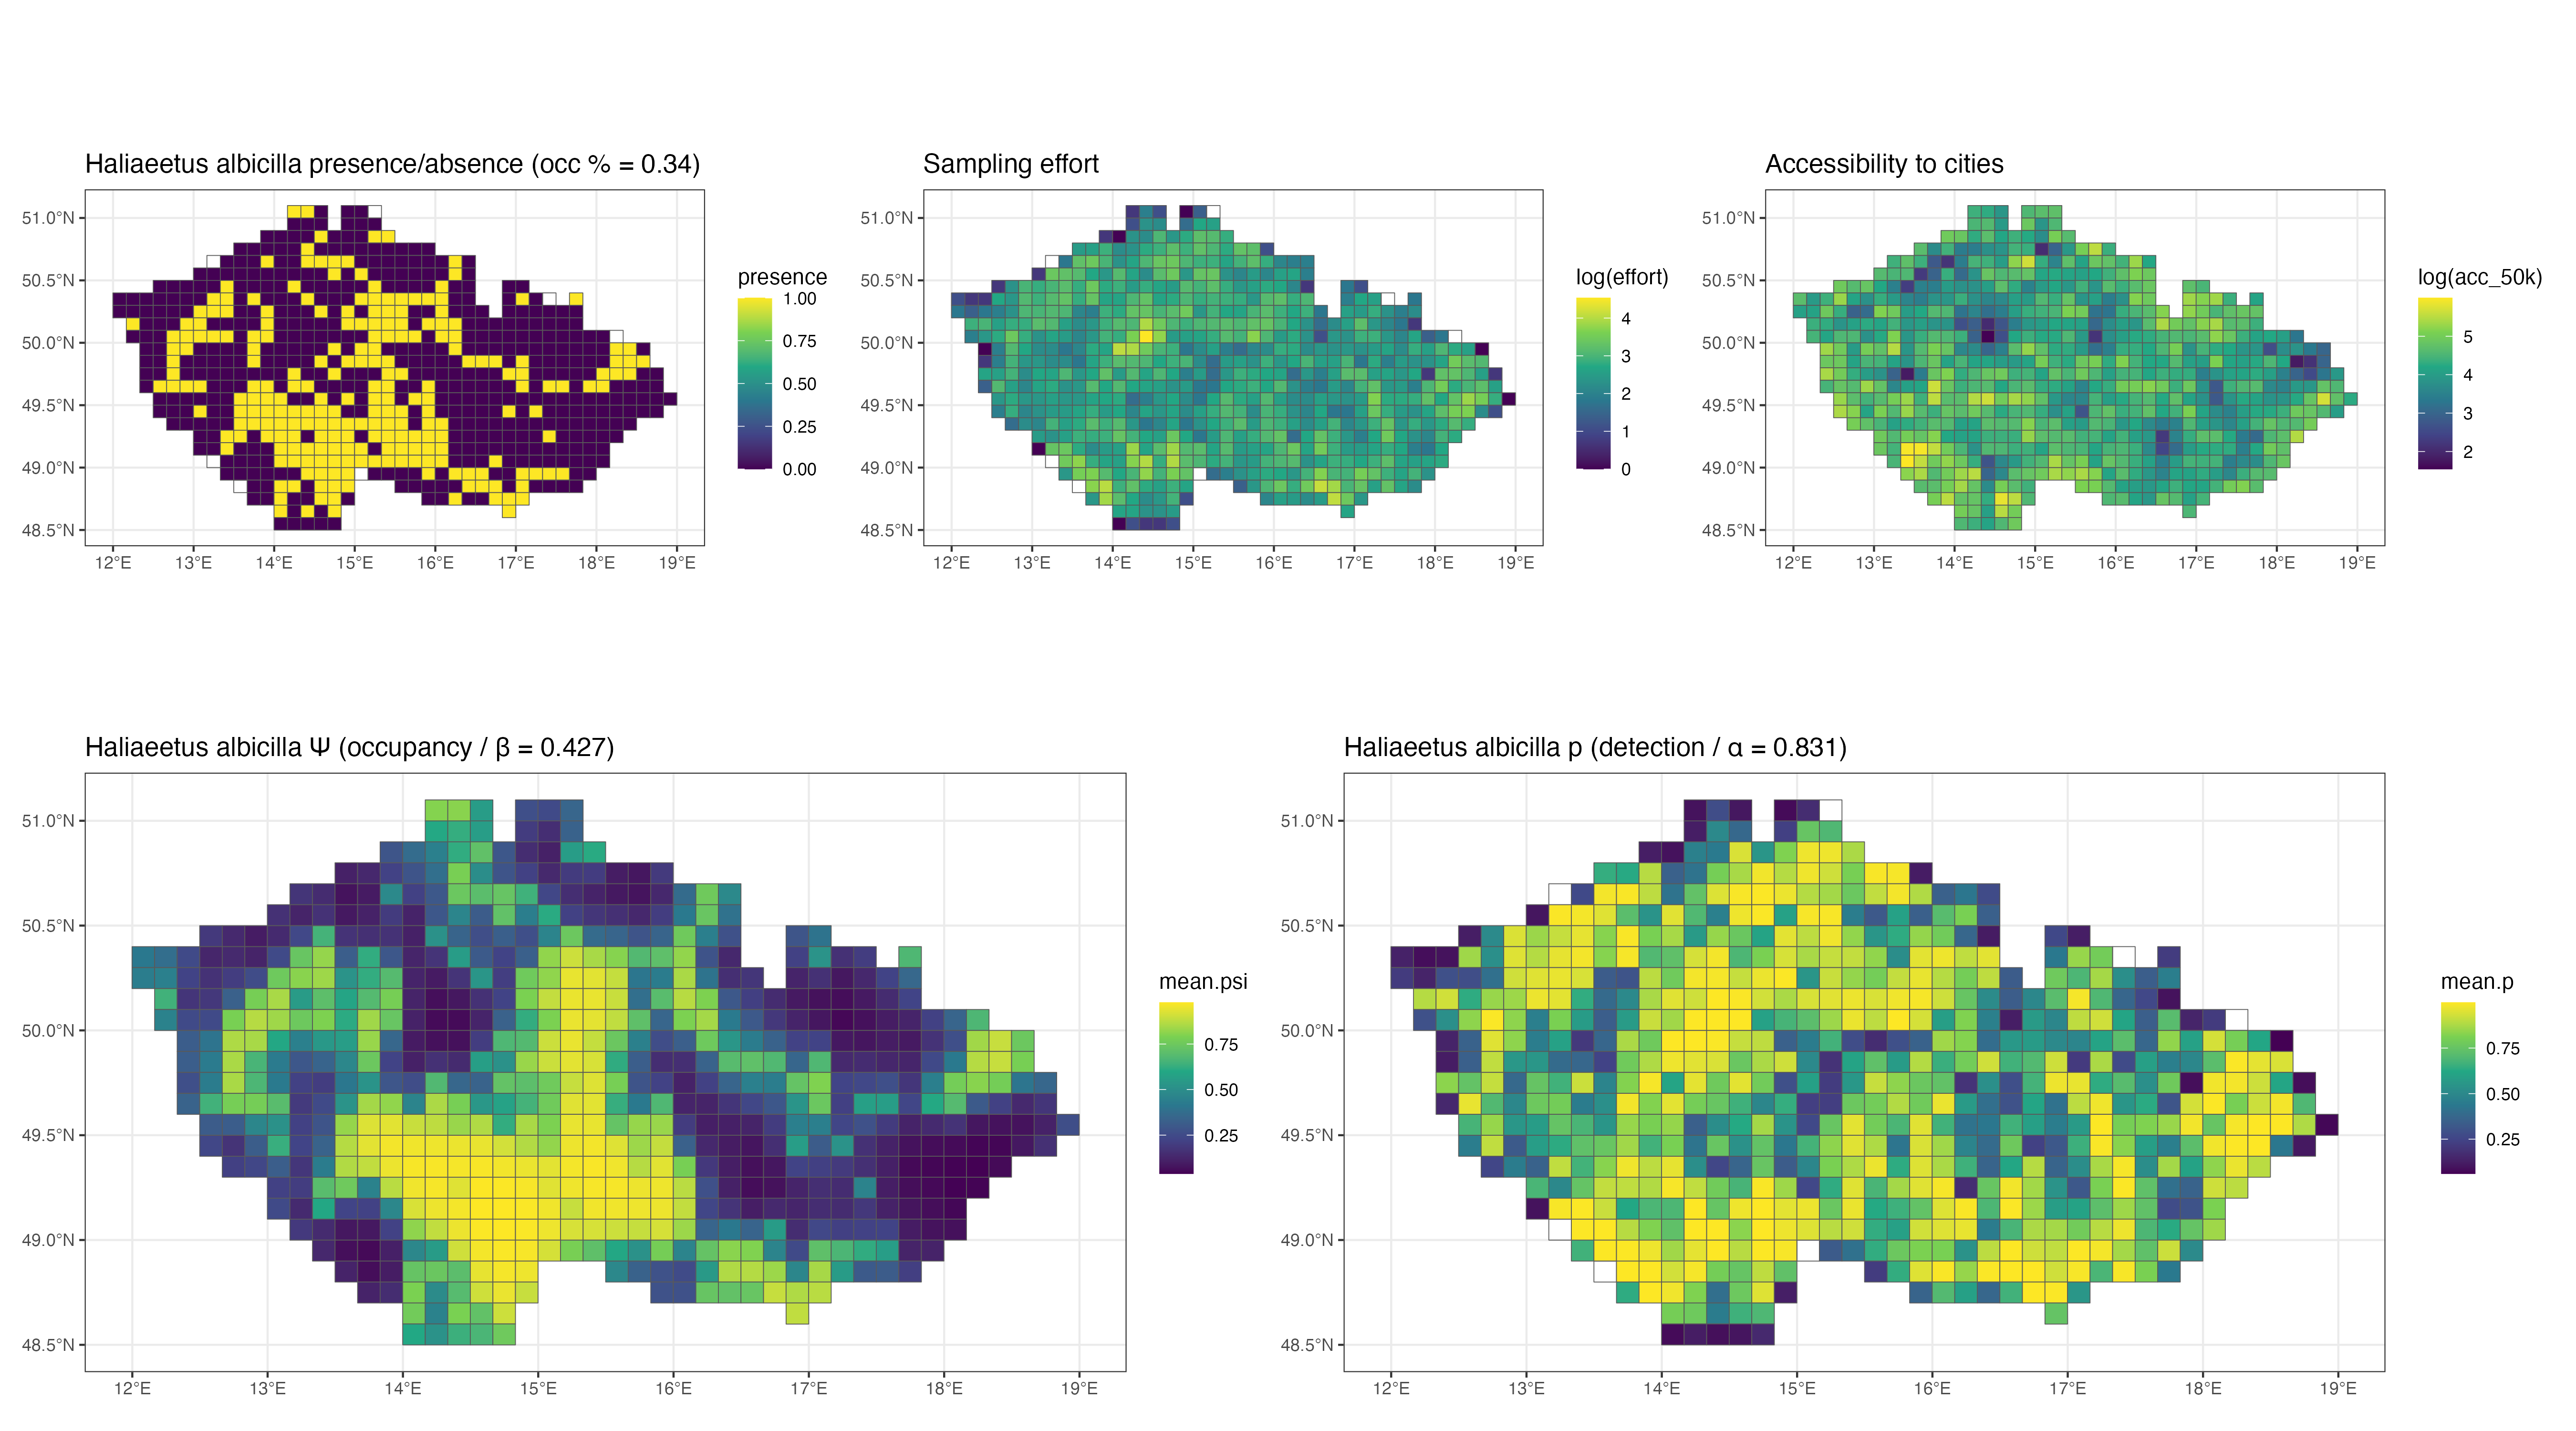 Haliaeetus albicilla presence/absence (occ % = 0.34)
51.0°N
50.5°N
50.0°N
49.5°N
49.0°N
48.5°N
12°E 13°E 14°E 15°E 16°E 17°E 18°E 19°E
presence
1.00
0.75
0.50
0.25
0.00
Sampling effort
51.0°N
50.5°N
50.0°N
49.5°N
49.0°N
48.5°N
12°E 13°E 14°E 15°E 16°E 17°E 18°E 19°E
log(effort)
4
3
2
1
0
Accessibility to cities
51.0°N
50.5°N
50.0°N
49.5°N
49.0°N
48.5°N
12°E 13°E 14°E 15°E 16°E 17°E 18°E 19°E
log(acc_50k)
5
4
3
2
Haliaeetus albicilla Ψ (occupancy / β = 0.427)
51.0°N
50.5°N
50.0°N
49.5°N
49.0°N
48.5°N
12°E 13°E 14°E 15°E 16°E 17°E 18°E 19°E
mean.psi
0.75
0.50
0.25
Haliaeetus albicilla p (detection / α = 0.831)
51.0°N
50.5°N
50.0°N
49.5°N
49.0°N
48.5°N
12°E 13°E 14°E 15°E 16°E 17°E 18°E 19°E
mean.p
0.75
0.50
0.25